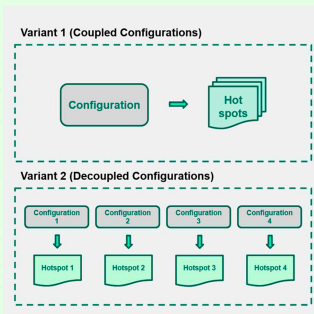 Variant 1 (Coupled Configurations)
Configuration
Hot
spots
Variant 2 (Decoupled Configurations)
Configuration
1
Configuration
2
Configuration
3
Configuration
4
Hotspot 1
Hotspot 2
Hotspot 3
Hotspot 4